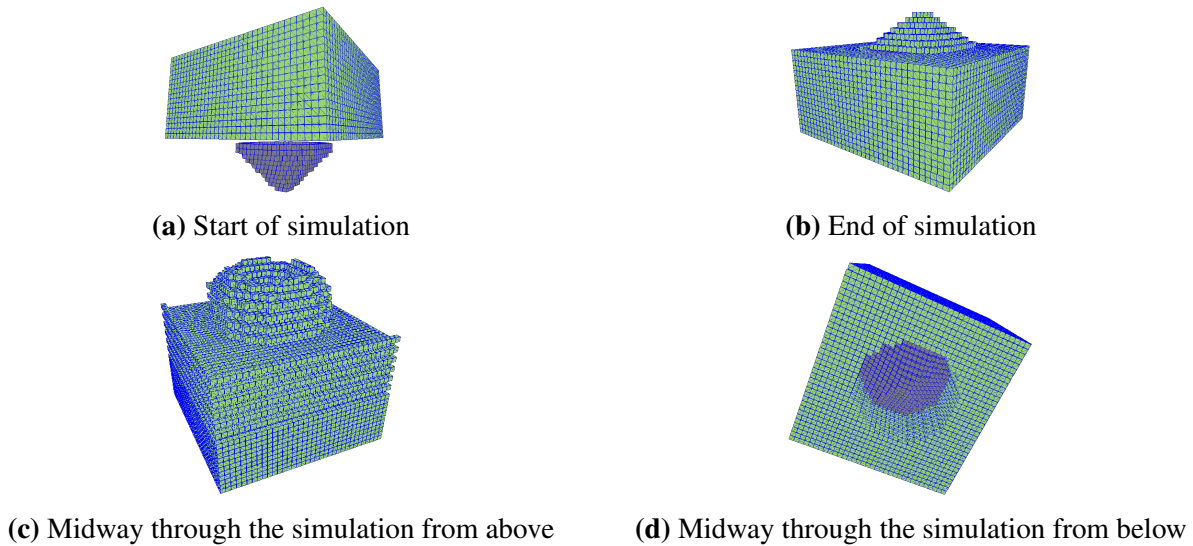 (a) Start of simulation
(b) End of simulation
(c) Midway through the simulation from above
(d) Midway through the simulation from below